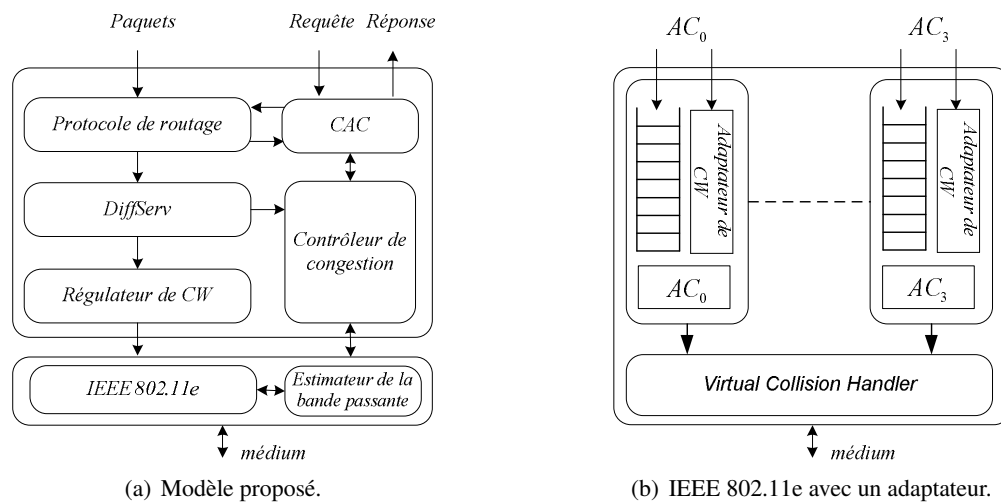 Paquets
Requête
Réponse
Protocole de routage
CAC
DiffServ
Contrôleur de
congestion
Régulateur de CW
IEEE 802.11e
Estimateur de la
bande passante
médium
(a) Modèle proposé.
AC0
AC3
Adaptateur de
CW
Adaptateur de
CW
AC0
AC3
Virtual Collision Handler
médium
(b) IEEE 802.11e avec un adaptateur.